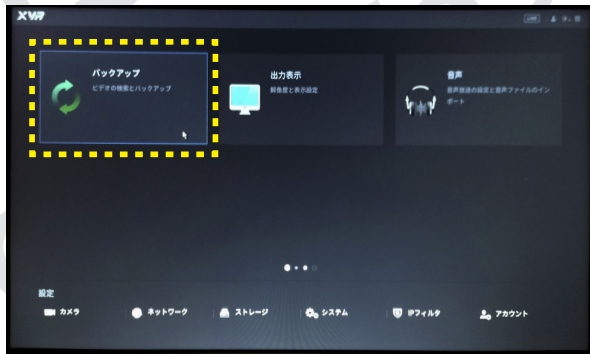 XVR
LIVE
バックアップ
ビデオの検索とバックアップ
出力表示
解像度と表示設定
音声
音声放送の設定と音声ファイルのイン
ポート
設定
カメラ
ネットワーク
ストレージ
システム
IPフィルタ
アカウント